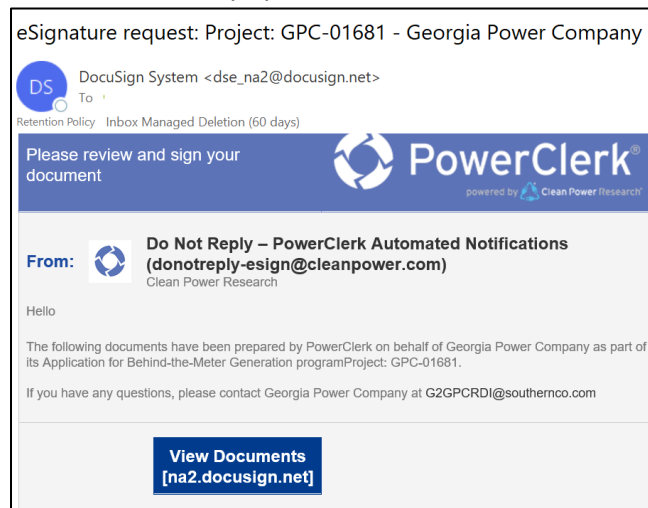 eSignature request: Project: GPC-01681 - Georgia Power Company
DS
DocuSign System <dse_na2@docusign.net>
To
Retention Policy Inbox Managed Deletion (60 days)
Please review and sign your
document
PowerClerk®
powered by Clean Power Research®
From:
Do Not Reply – PowerClerk Automated Notifications
(donotreply-esign@cleanpower.com)
Clean Power Research
Hello
The following documents have been prepared by PowerClerk on behalf of Georgia Power Company as part of
its Application for Behind-the-Meter Generation programProject: GPC-01681.
If you have any questions, please contact Georgia Power Company at G2GPCRDI@southernco.com
View Documents
[na2.docusign.net]